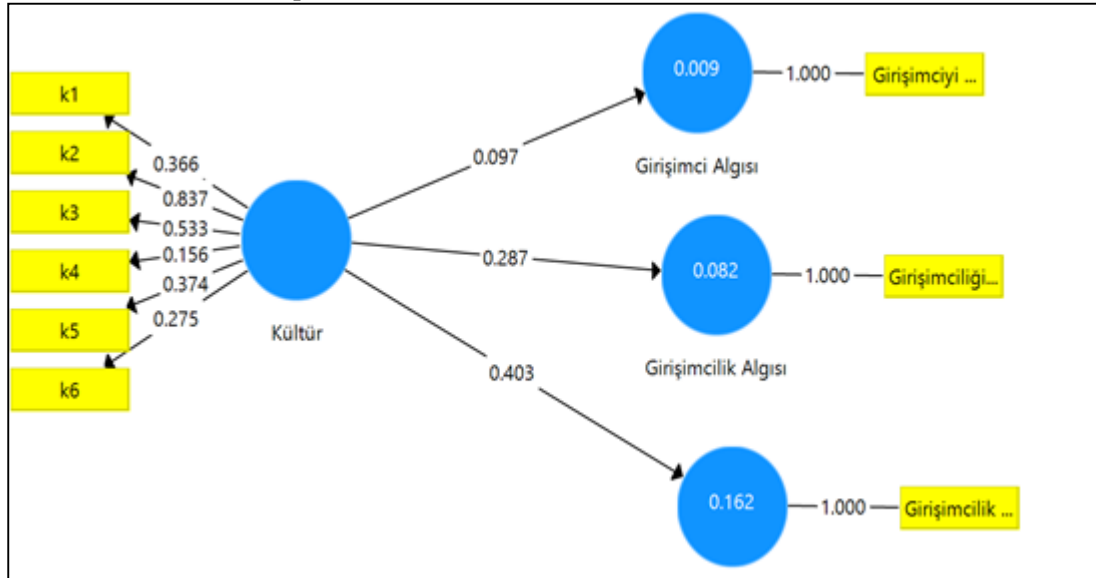 k1
k2
k3
k4
k5
k6
0.366
0.837
0.533
0.156
0.374
0.275
Kültür
0.097
0.287
0.403
0.009
Girişimci Algısı
1.000
Girişimciyi ...
0.082
Girişimcilik Algısı
1.000
Girişimciliği...
0.162
1.000
Girişimcilik ...